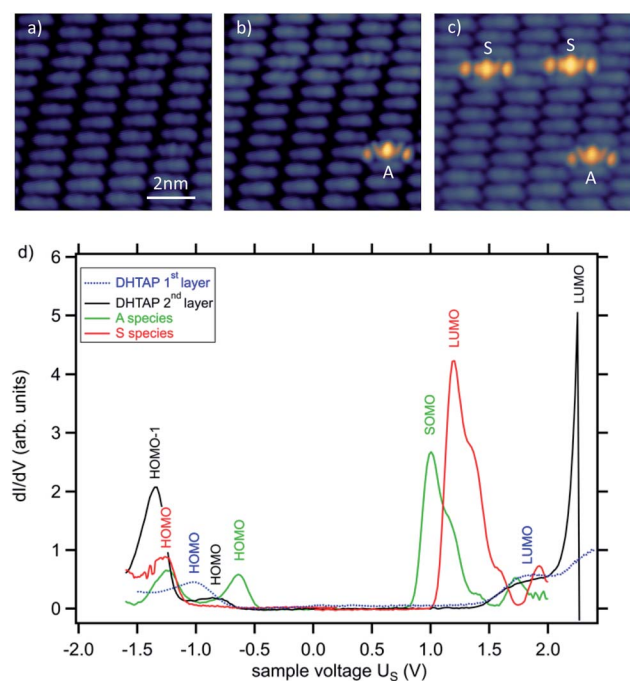 a)
b)
c)
S
S
2nm
A
A
d)
6
5
4
3
2
1
0
DHTAP 1st layer
DHTAP 2nd layer
A species
S species
HOMO-1
HOMO
HOMO
HOMO
HOMO
SOMO
LUMO
LUMO
LUMO
dI/dV (arb. units)
-2.0 -1.5 -1.0 -0.5 0.0 0.5 1.0 1.5 2.0
sample voltage US (V)